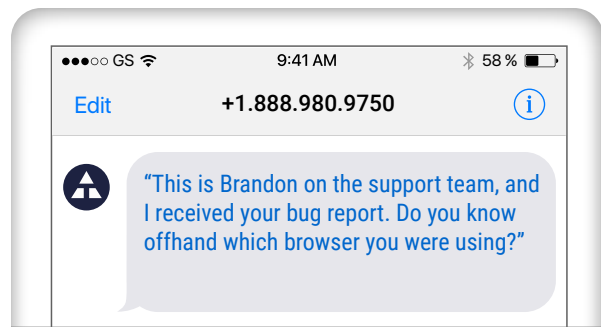 GS 9:41 AM 58 %
Edit +1.888.980.9750 i
“This is Brandon on the support team, and
I received your bug report. Do you know
offhand which browser you were using?”